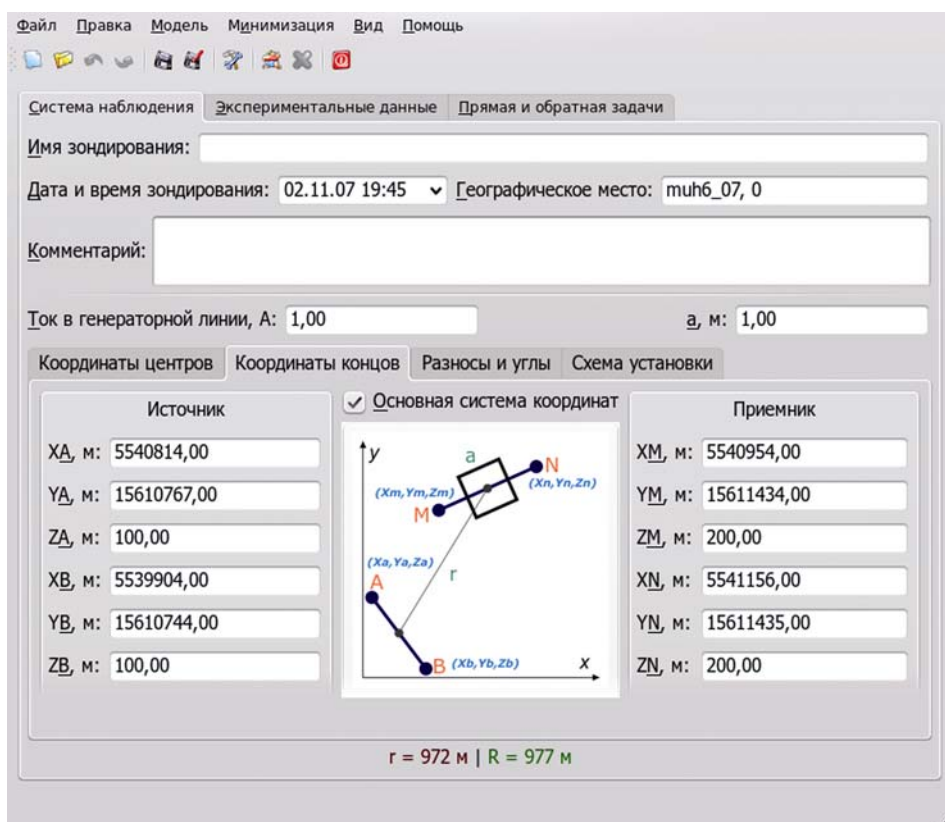 Файл Правка Модель Минимизация Вид Помощь
Система наблюдения Экспериментальные данные Прямая и обратная задачи
Имя зондирования:
Дата и время зондирования: 02.11.07 19:45 Географическое место: muh6_07, 0
Комментарий:
Ток в генераторной линии, А: 1,00 а, м: 1,00
Координаты центров Координаты концов Разносы и углы Схема установки
Источник
XA, м: 5540814,00
YA, м: 15610767,00
ZA, м: 100,00
XB, м: 5539904,00
YB, м: 15610744,00
ZB, м: 100,00
Основная система координат
y
a
N
(Xn,Yn,Zn)
(Xm,Ym,Zm)
M
(Xa,Ya,Za)
A
r
B (Xb,Yb,Zb)
x
Приемник
XM, м: 5540954,00
YM, м: 15611434,00
ZM, м: 200,00
XN, м: 5541156,00
YN, м: 15611435,00
ZN, м: 200,00
r = 972 м | R = 977 м